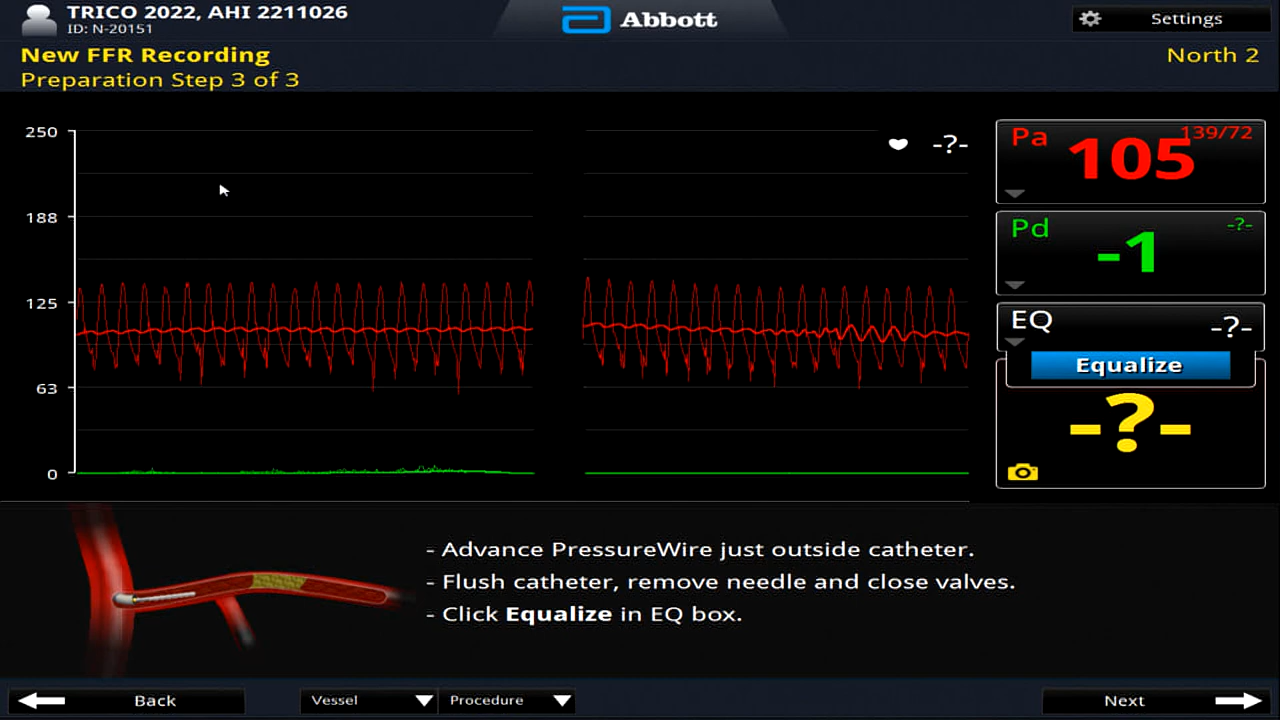 TRICO 2022, AHI 2211026
ID: N-20151
Abbott
Settings
New FFR Recording
Preparation Step 3 of 3
North 2
250
188
125
63
0
-?-
Pa
139/72
105
Pd
-?-
-1
EQ
-?-
Equalize
-?-
- Advance PressureWire just outside catheter.
- Flush catheter, remove needle and close valves.
- Click Equalize in EQ box.
Back
Vessel
Procedure
Next